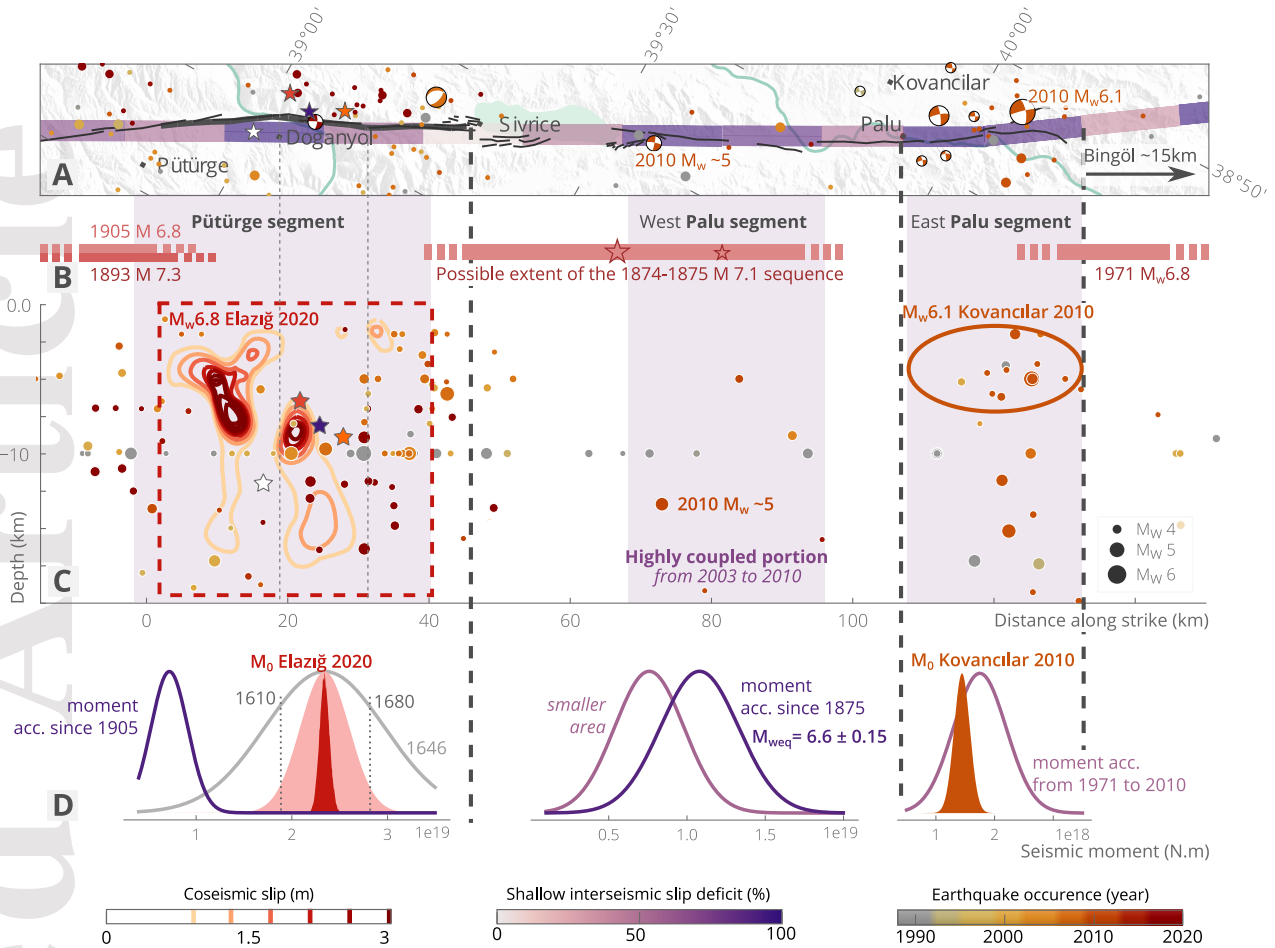 39°00'
39°30'
40°00'
Kovancilar
2010 Mw6.1
Sivrice
Palu
Doganyol
2010 Mw ~5
Pütürge
Bingöl ~15km
38°50'
A
Pütürge segment
West Palu segment
East Palu segment
1905 M 6.8
1893 M 7.3
Possible extent of the 1874-1875 M 7.1 sequence
1971 Mw6.8
B
0.0
Mw6.8 Elazığ 2020
Mw6.1 Kovancılar 2010
−10
2010 Mw ~5
MW 4
MW 5
MW 6
Highly coupled portion
from 2003 to 2010
Depth (km)
C
0
20
40
60
80
100
Distance along strike (km)
M0 Elazığ 2020
M0 Kovancılar 2010
1610
1680
1646
moment
acc. since 1905
smaller
area
moment
acc. since 1875
Mweq= 6.6 ± 0.15
moment acc.
from 1971 to 2010
D
1
2
3
1e19
0.5
1.0
1.5
1e19
1
2
1e18
Seismic moment (N.m)
Coseismic slip (m)
0
1.5
3
Shallow interseismic slip deficit (%)
0
50
100
Earthquake occurence (year)
1990
2000
2010
2020
d Article